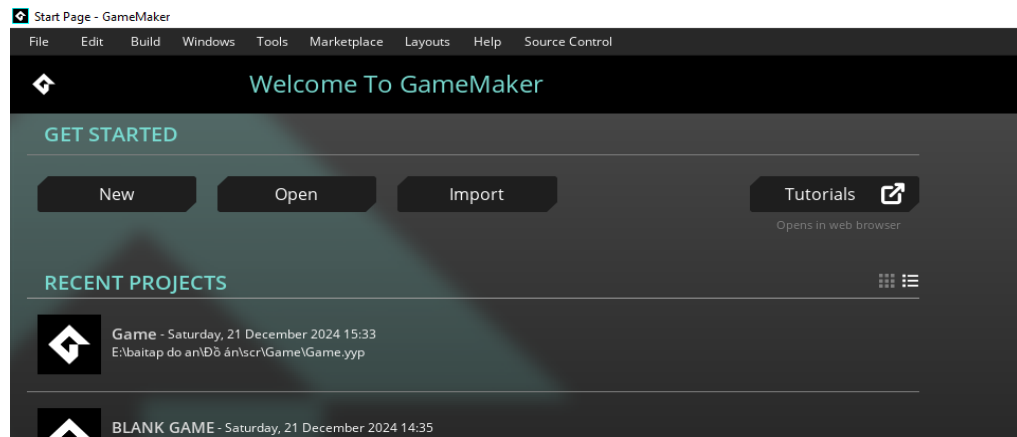 Start Page - GameMaker
File Edit Build Windows Tools Marketplace Layouts Help Source Control
Welcome To GameMaker
GET STARTED
New Open Import Tutorials
Opens in web browser
RECENT PROJECTS
Game - Saturday, 21 December 2024 15:33
E:\baitap do an\Đồ án\scr\Game\Game.yyp
BLANK GAME - Saturday, 21 December 2024 14:35